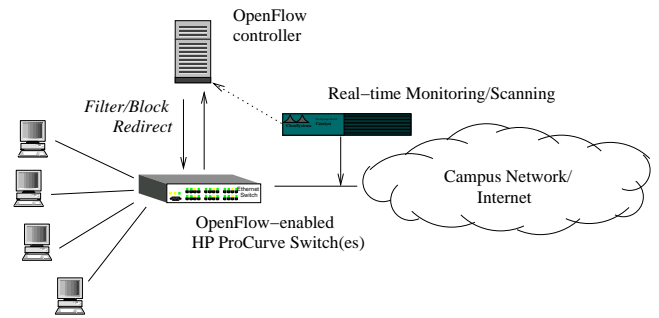 OpenFlow
controller
Real−time Monitoring/Scanning
Filter/Block
Redirect
Campus Network/
Internet
Ethernet
Switch
OpenFlow−enabled
HP ProCurve Switch(es)